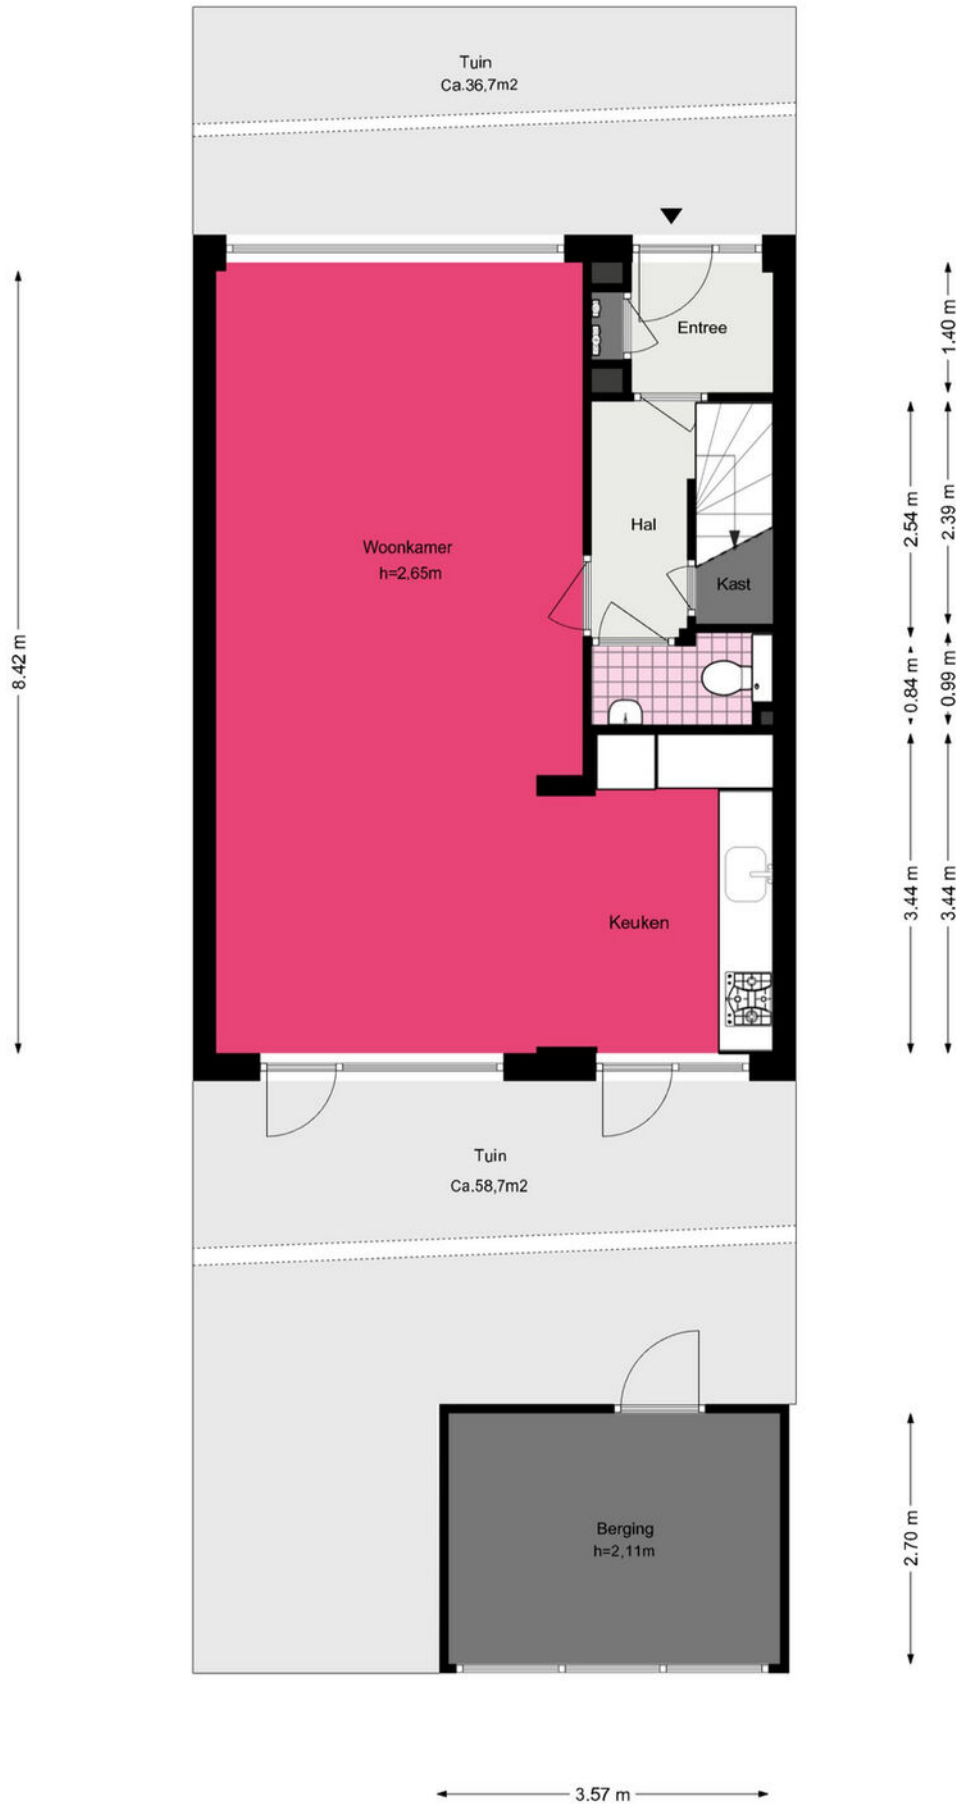 Tuin
Ca.36,7m2
Entree
1.40 m
Hal
2.54 m
2.39 m
Woonkamer
h=2,65m
Kast
8.42 m
0.84 m
0.99 m
Keuken
3.44 m
3.44 m
Tuin
Ca.58,7m2
Berging
h=2,11m
2.70 m
3.57 m